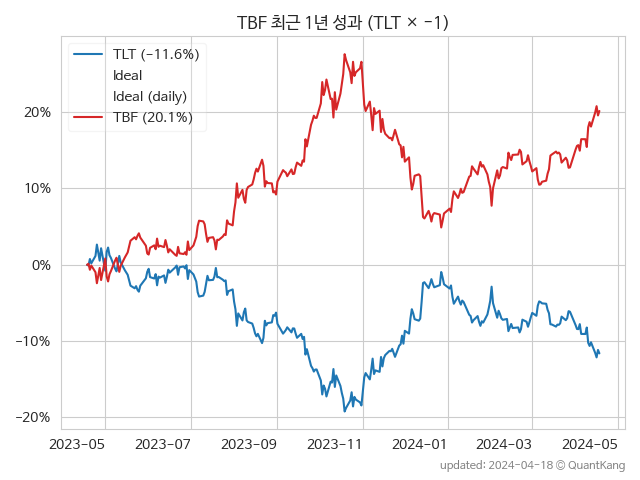 TBF 최근 1년 성과 (TLT × −1)
TLT (−11.6%)
Ideal
Ideal (daily)
TBF (20.1%)
20%
10%
0%
−10%
−20%
2023-05 2023-07 2023-09 2023-11 2024-01 2024-03 2024-05
updated: 2024-04-18 © QuantKang